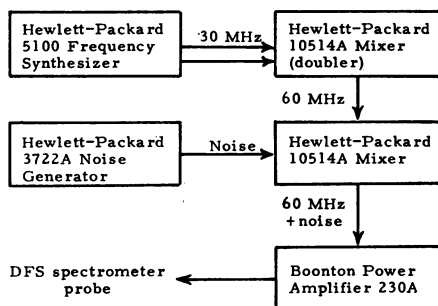 Hewlett-Packard
5100 Frequency
Synthesizer
30 MHz
Hewlett-Packard
10514A Mixer
(doubler)
60 MHz
Hewlett-Packard
3722A Noise
Generator
Noise
Hewlett-Packard
10514A Mixer
60 MHz
+noise
DFS spectrometer
probe
Boonton Power
Amplifier 230A